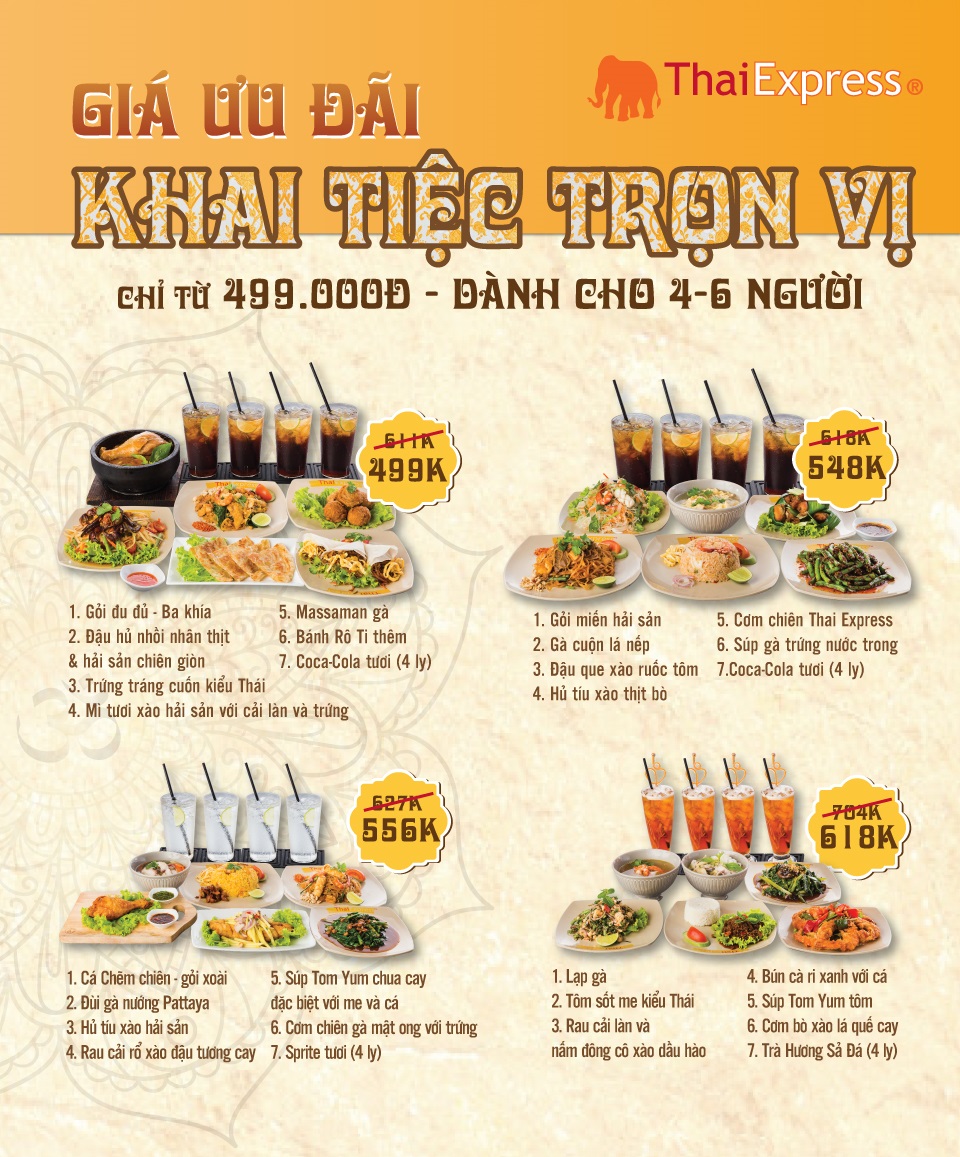 ThaiExpress®
GIÁ ƯU ĐÃI
KHAI TIỆC TRỌN VỊ
CHỈ TỪ 499.000Đ - DÀNH CHO 4-6 NGƯỜI
611K
499K
1. Gỏi đu đủ - Ba khía
2. Đậu hủ nhồi nhân thịt
& hải sản chiên giòn
3. Trứng tráng cuốn kiểu Thái
4. Mì tươi xào hải sản với cải làn và trứng
5. Massaman gà
6. Bánh Rô Ti thêm
7. Coca-Cola tươi (4 ly)
618K
548K
1. Gỏi miến hải sản
2. Gà cuộn lá nếp
3. Đậu que xào ruốc tôm
4. Hủ tíu xào thịt bò
5. Cơm chiên Thai Express
6. Súp gà trứng nước trong
7.Coca-Cola tươi (4 ly)
627K
556K
1. Cá Chẽm chiên - gỏi xoài
2. Đùi gà nướng Pattaya
3. Hủ tíu xào hải sản
4. Rau cải rổ xào đậu tương cay
5. Súp Tom Yum chua cay
đặc biệt với me và cá
6. Cơm chiên gà mật ong với trứng
7. Sprite tươi (4 ly)
704K
618K
1. Lạp gà
2. Tôm sốt me kiểu Thái
3. Rau cải làn và
nấm đông cô xào dầu hào
4. Bún cà ri xanh với cá
5. Súp Tom Yum tôm
6. Cơm bò xào lá quế cay
7. Trà Hương Sả Đá (4 ly)